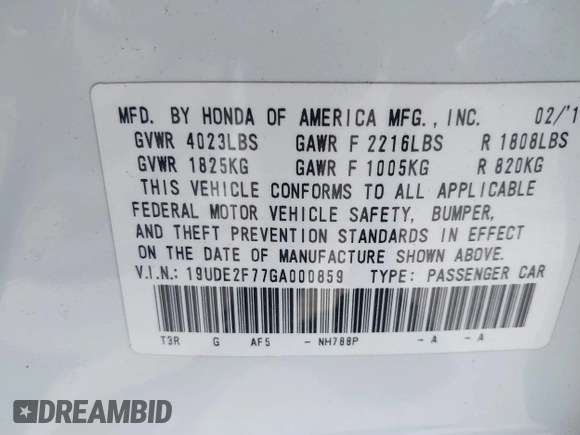 MFD. BY HONDA OF AMERICA MFG., INC. 02/'1
GVWR 4023LBS GAWR F 2216LBS R 1808LBS
GVWR 1825KG GAWR F 1005KG R 820KG
THIS VEHICLE CONFORMS TO ALL APPLICABLE
FEDERAL MOTOR VEHICLE SAFETY, BUMPER,
AND THEFT PREVENTION STANDARDS IN EFFECT
ON THE DATE OF MANUFACTURE SHOWN ABOVE.
V.I.N.: 19UDE2F77GA000859 TYPE: PASSENGER CAR
T3R G AF5 - NH788P - A - A
DREAMBID